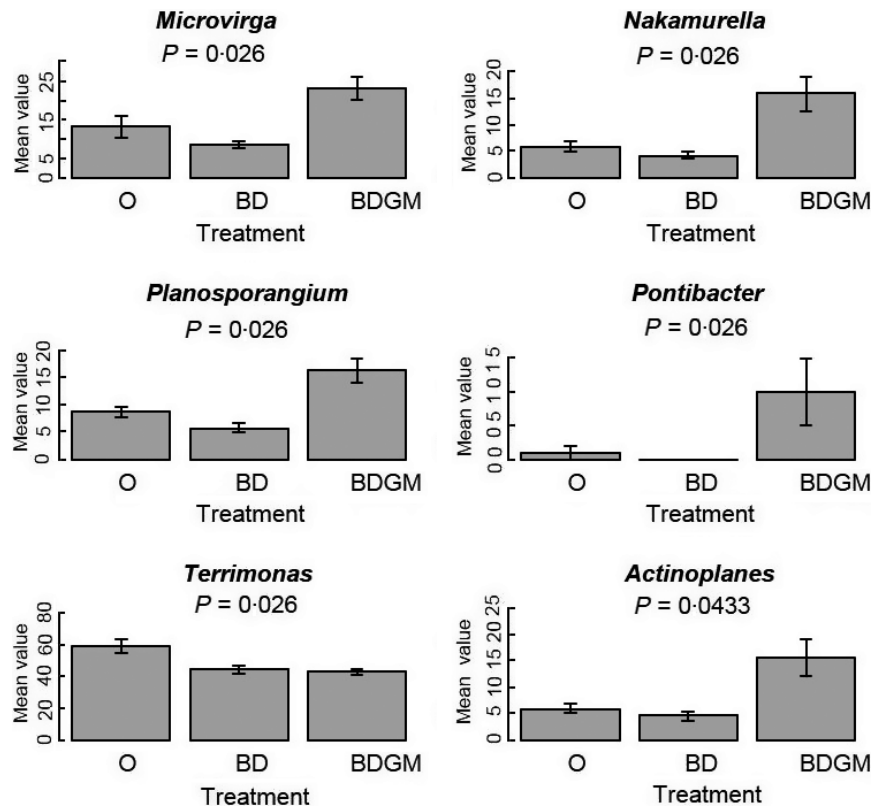 Microvirga
P = 0·026
Mean value
0 5 15 25
O BD BDGM
Treatment
Nakamurella
P = 0·026
Mean value
0 5 10 15 20
O BD BDGM
Treatment
Planosporangium
P = 0·026
Mean value
0 5 10 15 20
O BD BDGM
Treatment
Pontibacter
P = 0·026
Mean value
0 0 0 5 1 0 1 5
O BD BDGM
Treatment
Terrimonas
P = 0·026
Mean value
0 20 40 60 80
O BD BDGM
Treatment
Actinoplanes
P = 0·0433
Mean value
0 5 10 15 20 25
O BD BDGM
Treatment